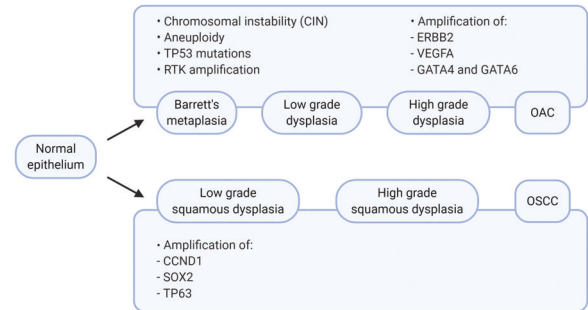 • Chromosomal instability (CIN)
• Aneuploidy
• TP53 mutations
• RTK amplification
• Amplification of:
- ERBB2
- VEGFA
- GATA4 and GATA6
Barrett's
metaplasia
Low grade
dysplasia
High grade
dysplasia
OAC
Normal
epithelium
Low grade
squamous dysplasia
High grade
squamous dysplasia
OSCC
• Amplification of:
- CCND1
- SOX2
- TP63